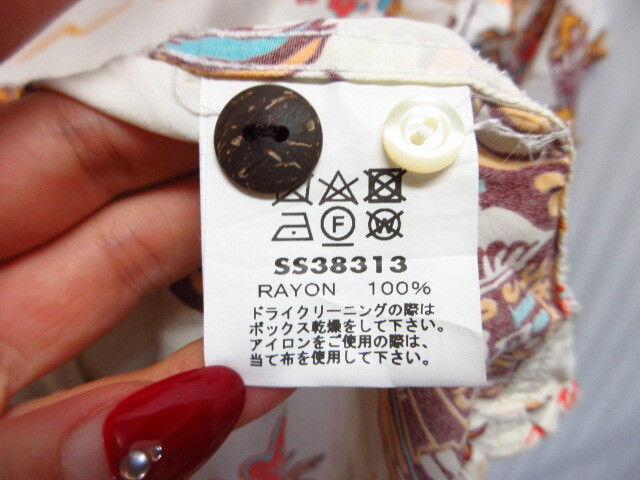 F W
SS38313
RAYON 100%
ドライクリーニングの際は
ボックス乾燥をして下さい。
アイロンをご使用の際は、
当て布を使用して下さい。